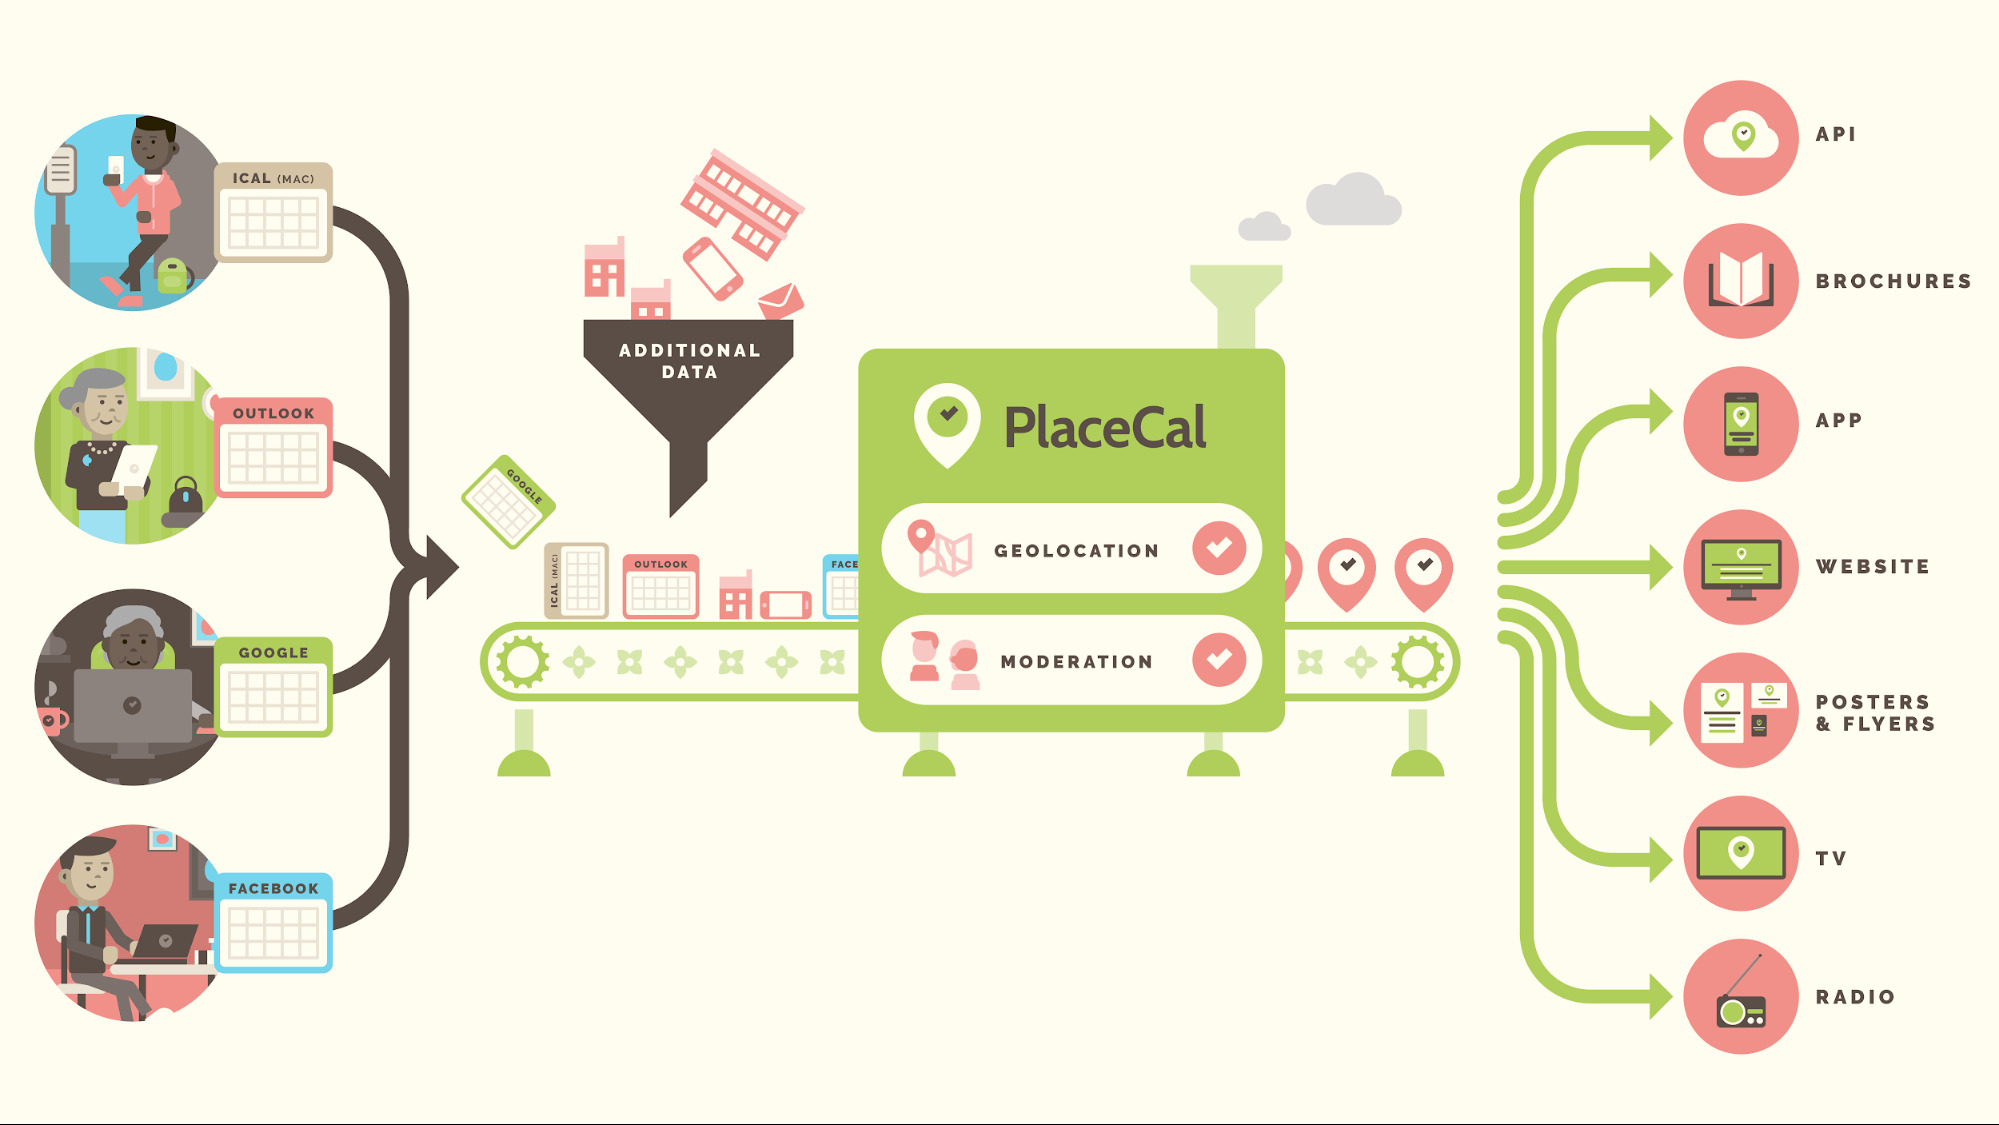 ICAL (MAC)
OUTLOOK
GOOGLE
FACEBOOK
ADDITIONAL
DATA
GOOGLE
ICAL (MAC)
OUTLOOK
FACE
PlaceCal
GEOLOCATION
MODERATION
API
BROCHURES
APP
WEBSITE
POSTERS
& FLYERS
TV
RADIO